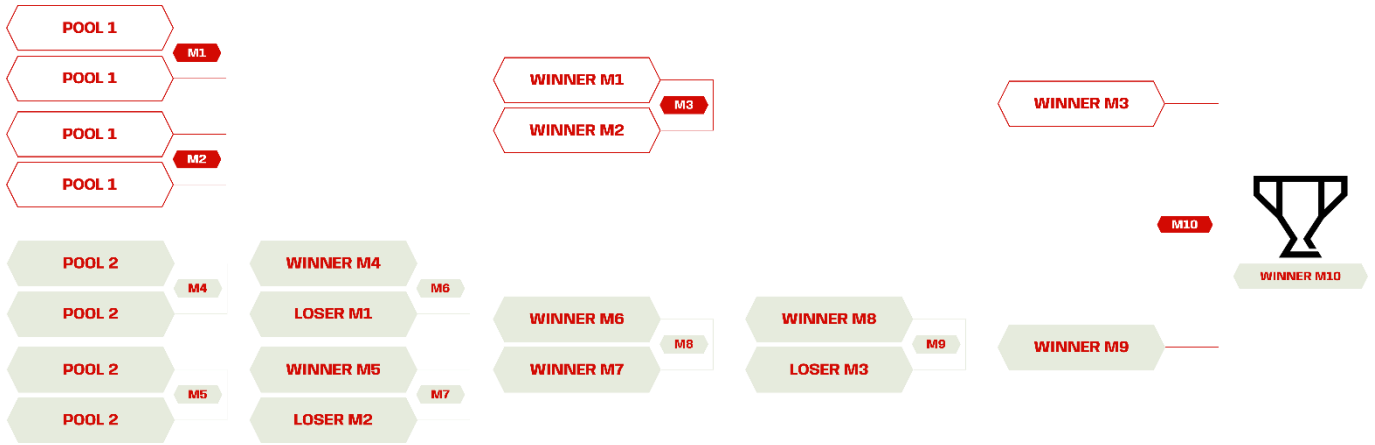 POOL 1
M1
POOL 1
POOL 1
M2
POOL 1
WINNER M1
M3
WINNER M2
WINNER M3
M10
WINNER M10
POOL 2
M4
POOL 2
POOL 2
M5
POOL 2
WINNER M4
M6
LOSER M1
WINNER M5
M7
LOSER M2
WINNER M6
M8
WINNER M7
WINNER M8
M9
LOSER M3
WINNER M9